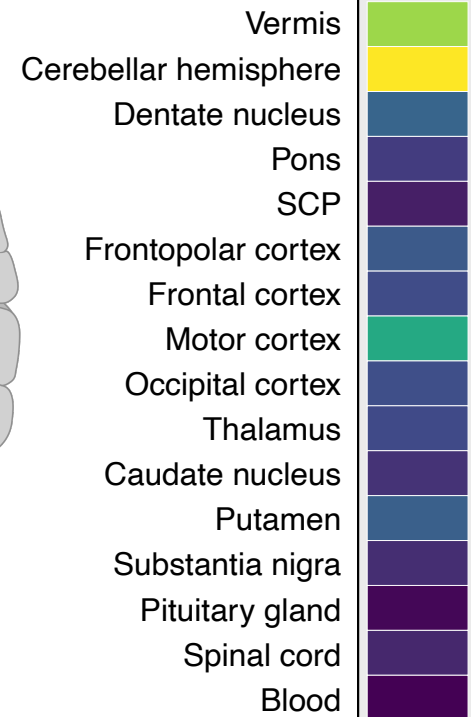 Vermis
Cerebellar hemisphere
Dentate nucleus
Pons
SCP
Frontopolar cortex
Frontal cortex
Motor cortex
Occipital cortex
Thalamus
Caudate nucleus
Putamen
Substantia nigra
Pituitary gland
Spinal cord
Blood